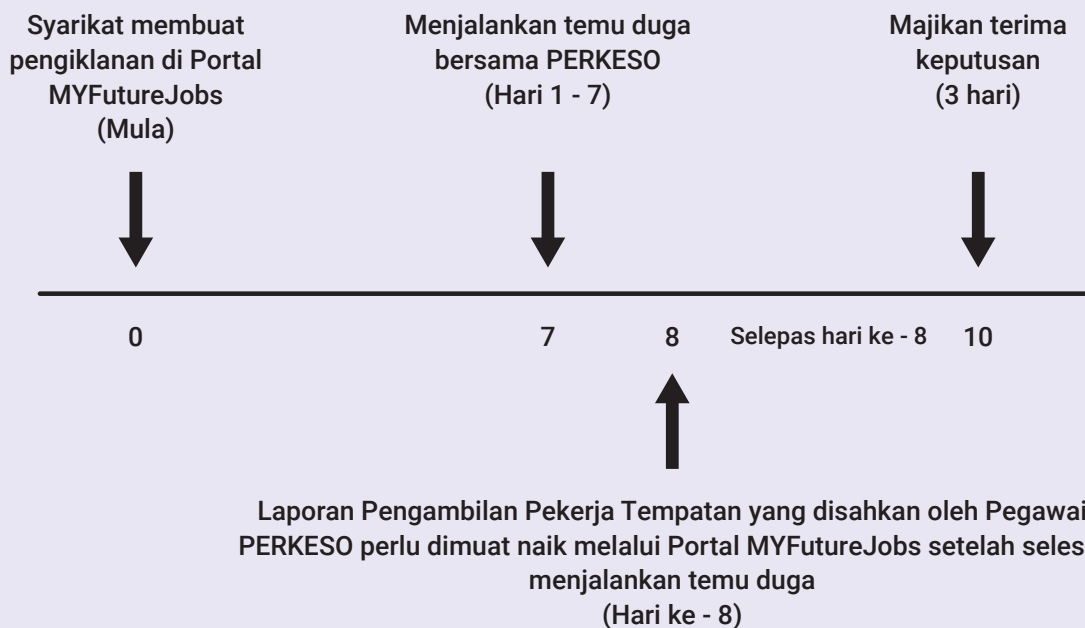 Syarikat membuat
pengiklanan di Portal
MYFutureJobs
(Mula)
Menjalankan temu duga
bersama PERKESO
(Hari 1 - 7)
Majikan terima
keputusan
(3 hari)
0
7
8
Selepas hari ke - 8
10
Laporan Pengambilan Pekerja Tempatan yang disahkan oleh Pegawai
PERKESO perlu dimuat naik melalui Portal MYFutureJobs setelah seles
menjalankan temu duga
(Hari ke - 8)